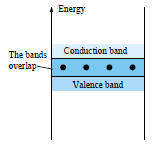 Energy
The bands
overlap
Conduction band
Valence band